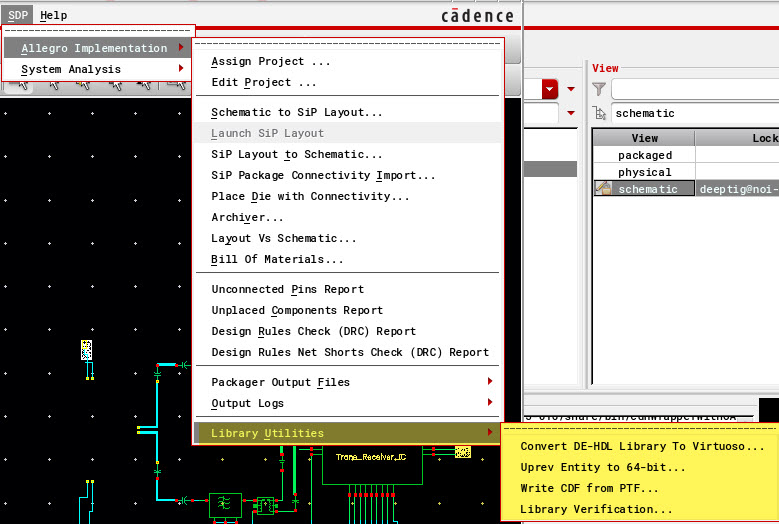 SDP Help
cādence
Allegro Implementation
System Analysis
Assign Project ...
Edit Project ...
Schematic to SiP Layout...
Launch SiP Layout
SiP Layout to Schematic...
SiP Package Connectivity Import...
Place Die with Connectivity...
Archiver...
Layout Vs Schematic...
Bill Of Materials...
Unconnected Pins Report
Unplaced Components Report
Design Rules Check (DRC) Report
Design Rules Net Shorts Check (DRC) Report
Packager Output Files
Output Logs
Library Utilities
Convert DE-HDL Library To Virtuoso...
Uprev Entity to 64-bit...
Write CDF from PTF...
Library Verification...
View
schematic
View Lock
packaged
physical
schematic deeptig@noi-
Trans_Receiver_IC